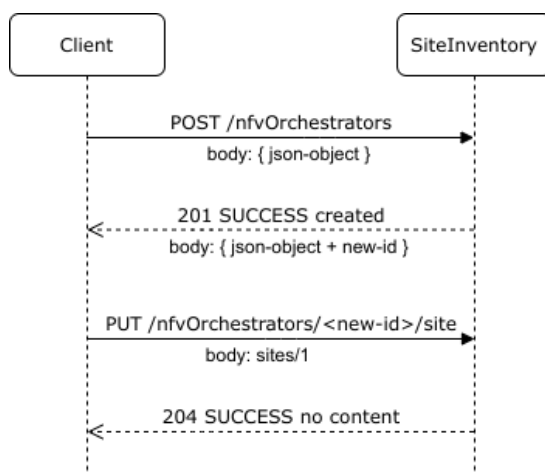 Client
SiteInventory
POST /nfvOrchestrators
body: { json-object }
201 SUCCESS created
body: { json-object + new-id }
PUT /nfvOrchestrators/<new-id>/site
body: sites/1
204 SUCCESS no content